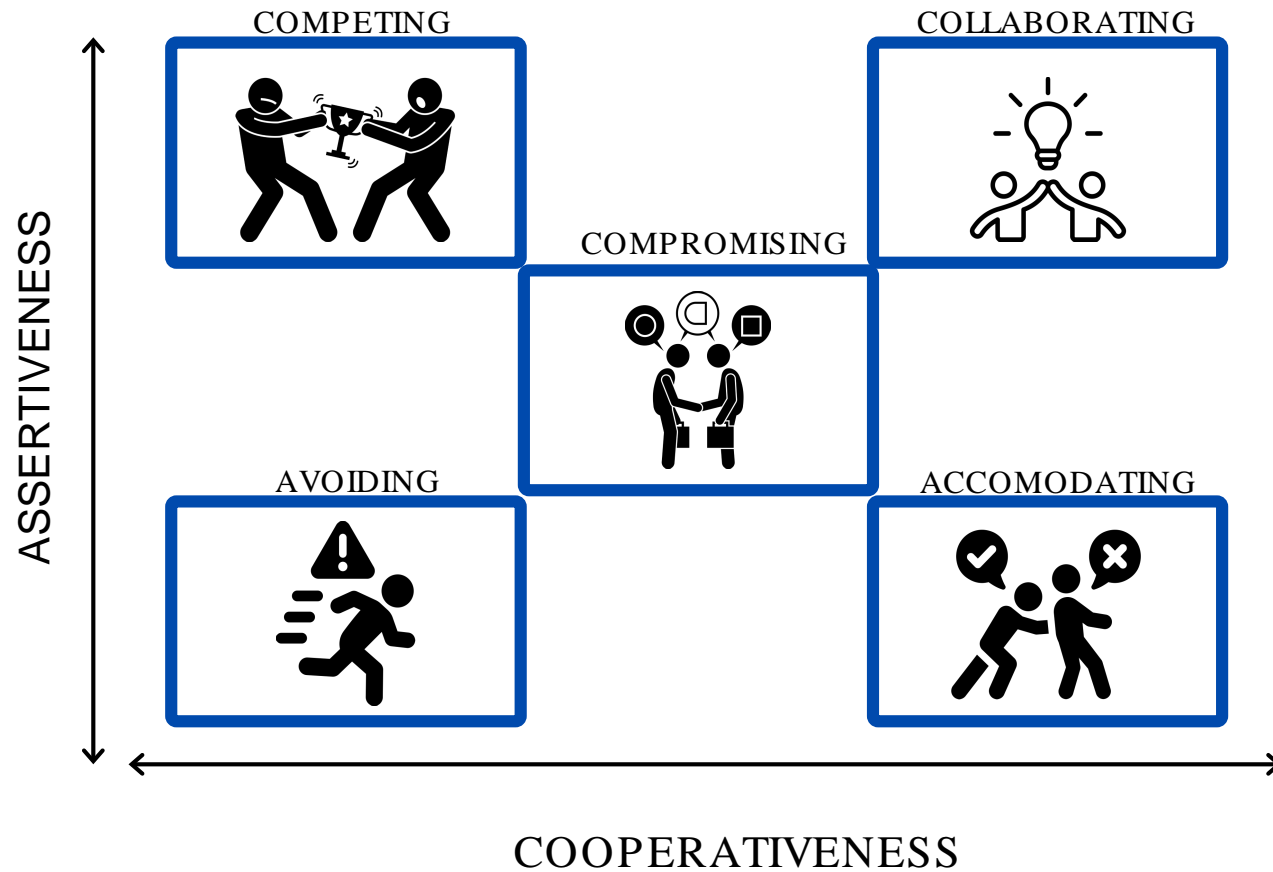 COMPETING
COLLABORATING
COMPROMISING
ASSERTIVENESS
AVOIDING
ACCOMODATING
COOPERATIVENESS